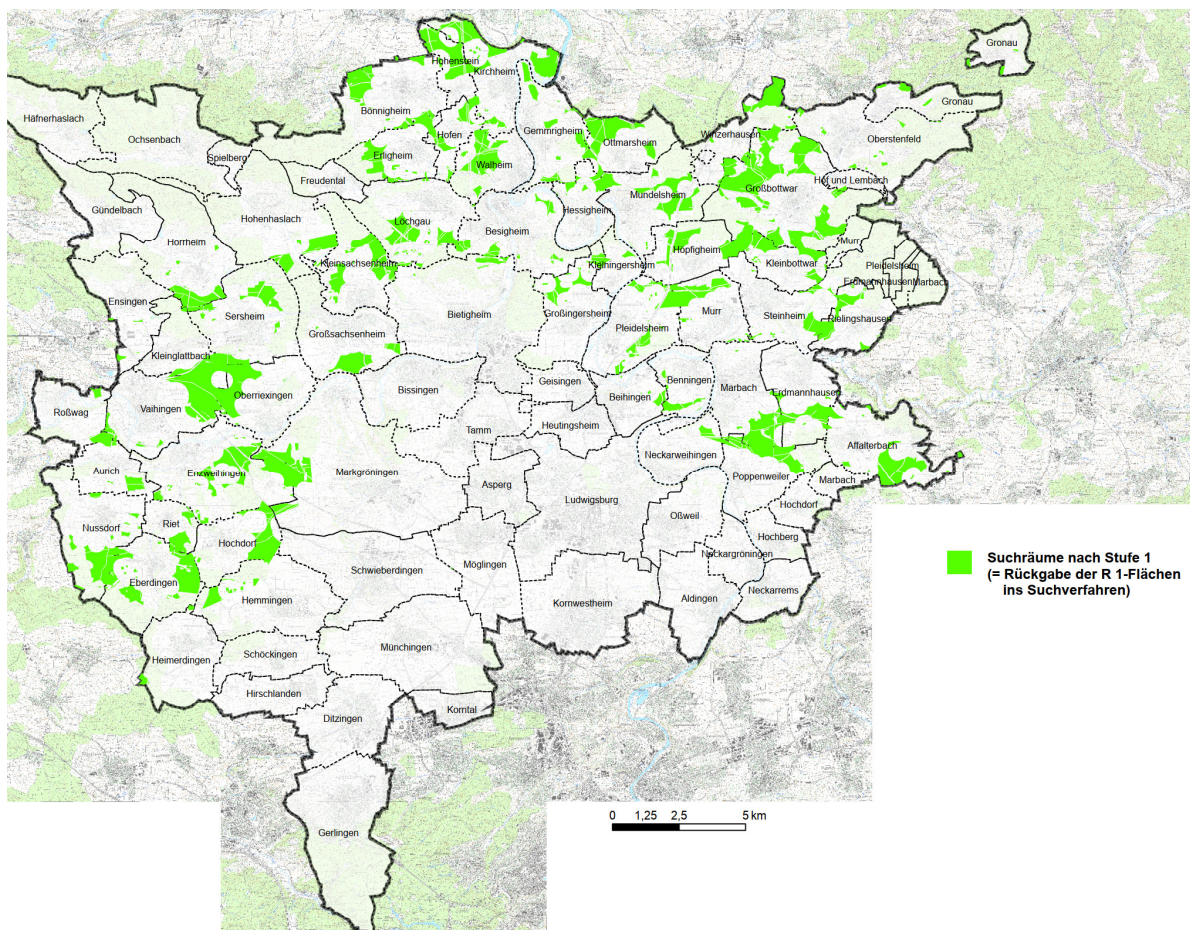 Gronau
Hohenstein
Kirchheim
Gronau
Bönnigheim
Häfnerhaslach
Ochsenbach
Hofen
Gemmrigheim
Winzerhausen
Oberstenfeld
Ottmarsheim
Spielberg
Erligheim
Walheim
Freudental
Hof und Lembach
Großbottwar
Mundelsheim
Gündelbach
Hohenhaslach
Löchgau
Hessigheim
Besigheim
Horrheim
Murr
Höpfigheim
Kleinsachsenheim
Kleiningersheim
Kleinbottwar
Pleidelsheim
Erdmannhausen
Marbach
Ensingen
Sersheim
Bietigheim
Großingersheim
Murr
Steinheim
Rielingshausen
Großsachsenheim
Pleidelsheim
Kleinglattbach
Oberriexingen
Bissingen
Geisingen
Benningen
Marbach
Erdmannhausen
Beihingen
Roßwag
Vaihingen
Heutingsheim
Tamm
Affalterbach
Neckarweihingen
Aurich
Enzweihingen
Markgröningen
Asperg
Poppenweiler
Marbach
Ludwigsburg
Hochdorf
Nussdorf
Riet
Oßweil
Hochberg
Hochdorf
Neckargröningen
Eberdingen
Schwieberdingen
Möglingen
Hemmingen
Kornwestheim
Aldingen
Neckarrems
Münchingen
Schöckingen
Heimerdingen
Hirschlanden
Korntal
Ditzingen
Gerlingen
Suchräume nach Stufe 1
(= Rückgabe der R 1-Flächen
ins Suchverfahren)
0 1,25 2,5 5 km